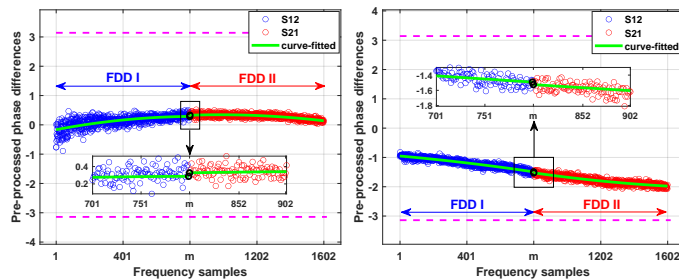 S12
S21
curve-fitted
FDD I
FDD II
3
2
1
0
-1
-2
-3
-4
0.4
0.2
701
751
m
852
902
1
401
m
1202
1602
Pre-processed phase differences
Frequency samples
S12
S21
curve-fitted
4
3
2
1
0
-1
-2
-3
-1.4
-1.6
-1.8
701
751
m
852
902
FDD I
FDD II
1
401
m
1202
1602
Pre-processed phase differences
Frequency samples